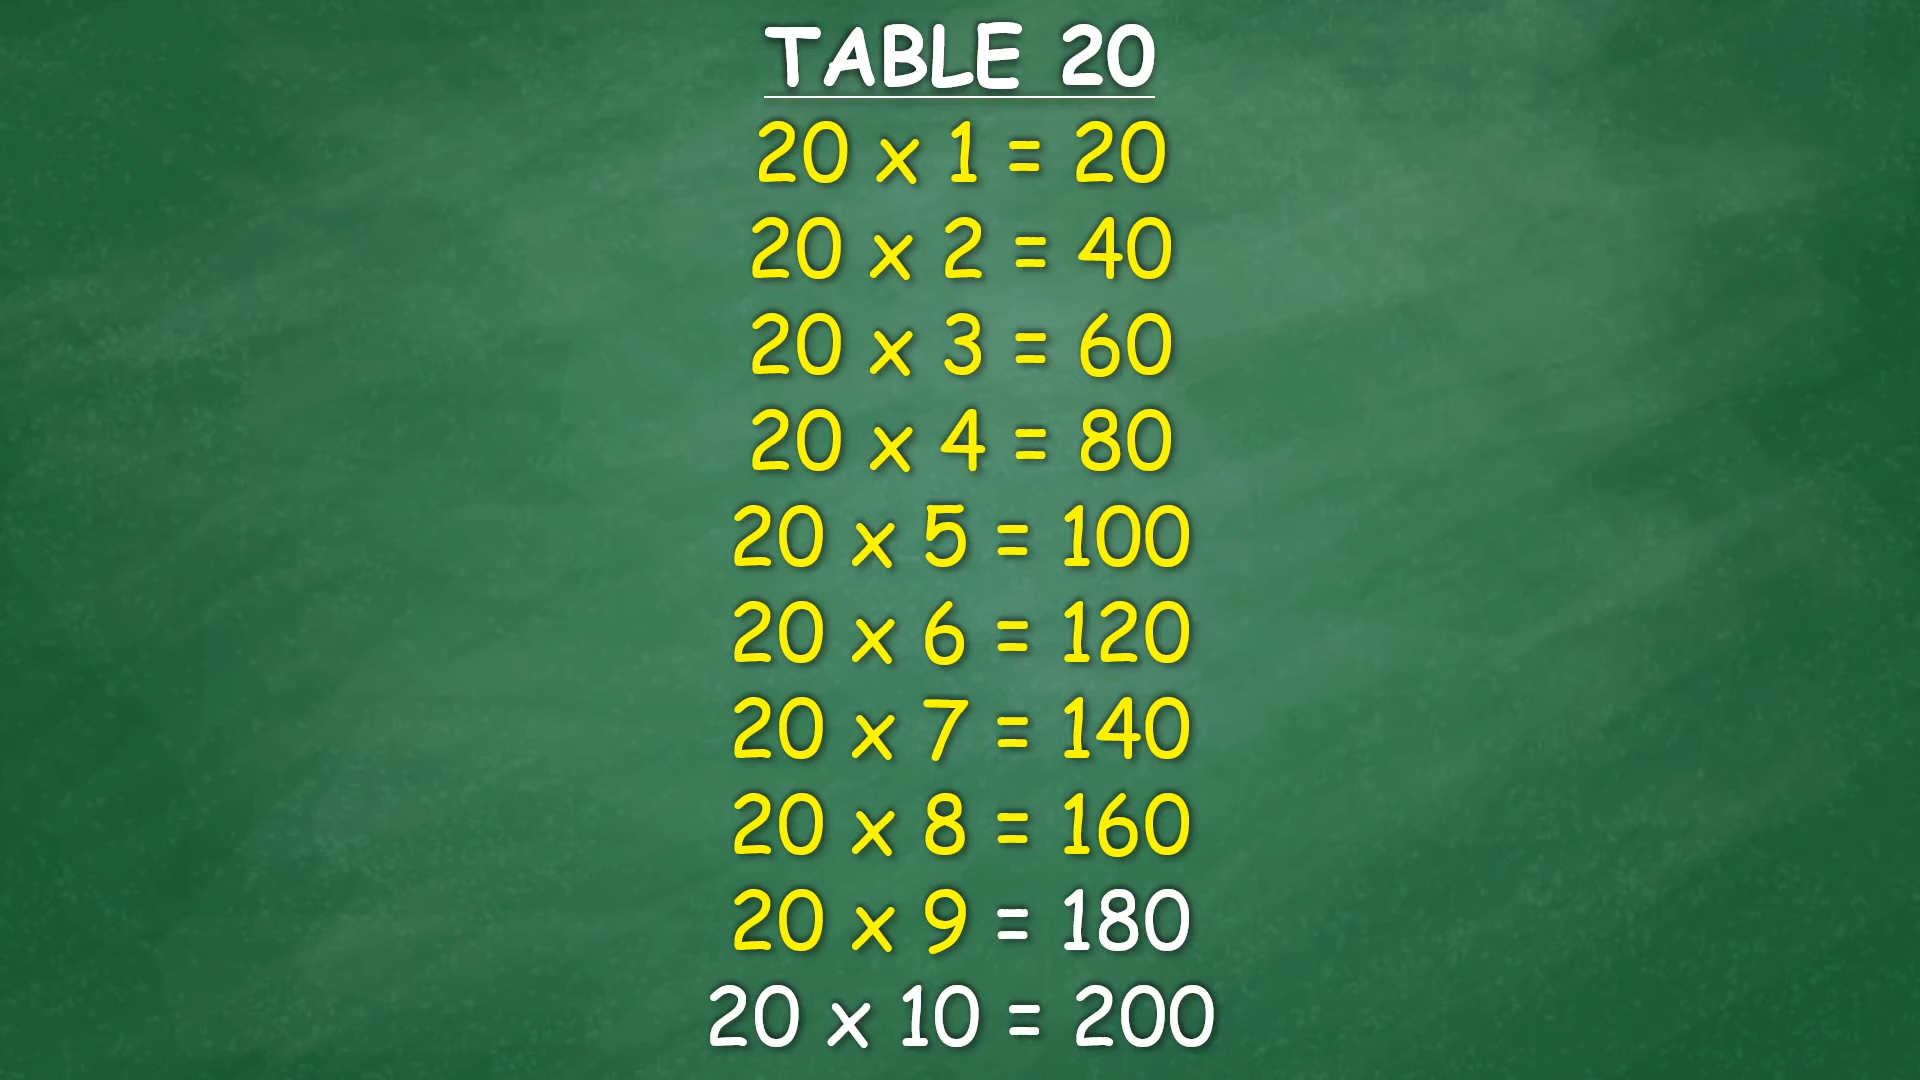 TABLE 20
20 x 1 = 20
20 x 2 = 40
20 x 3 = 60
20 x 4 = 80
20 x 5 = 100
20 x 6 = 120
20 x 7 = 140
20 x 8 = 160
20 x 9 = 180
20 x 10 = 200